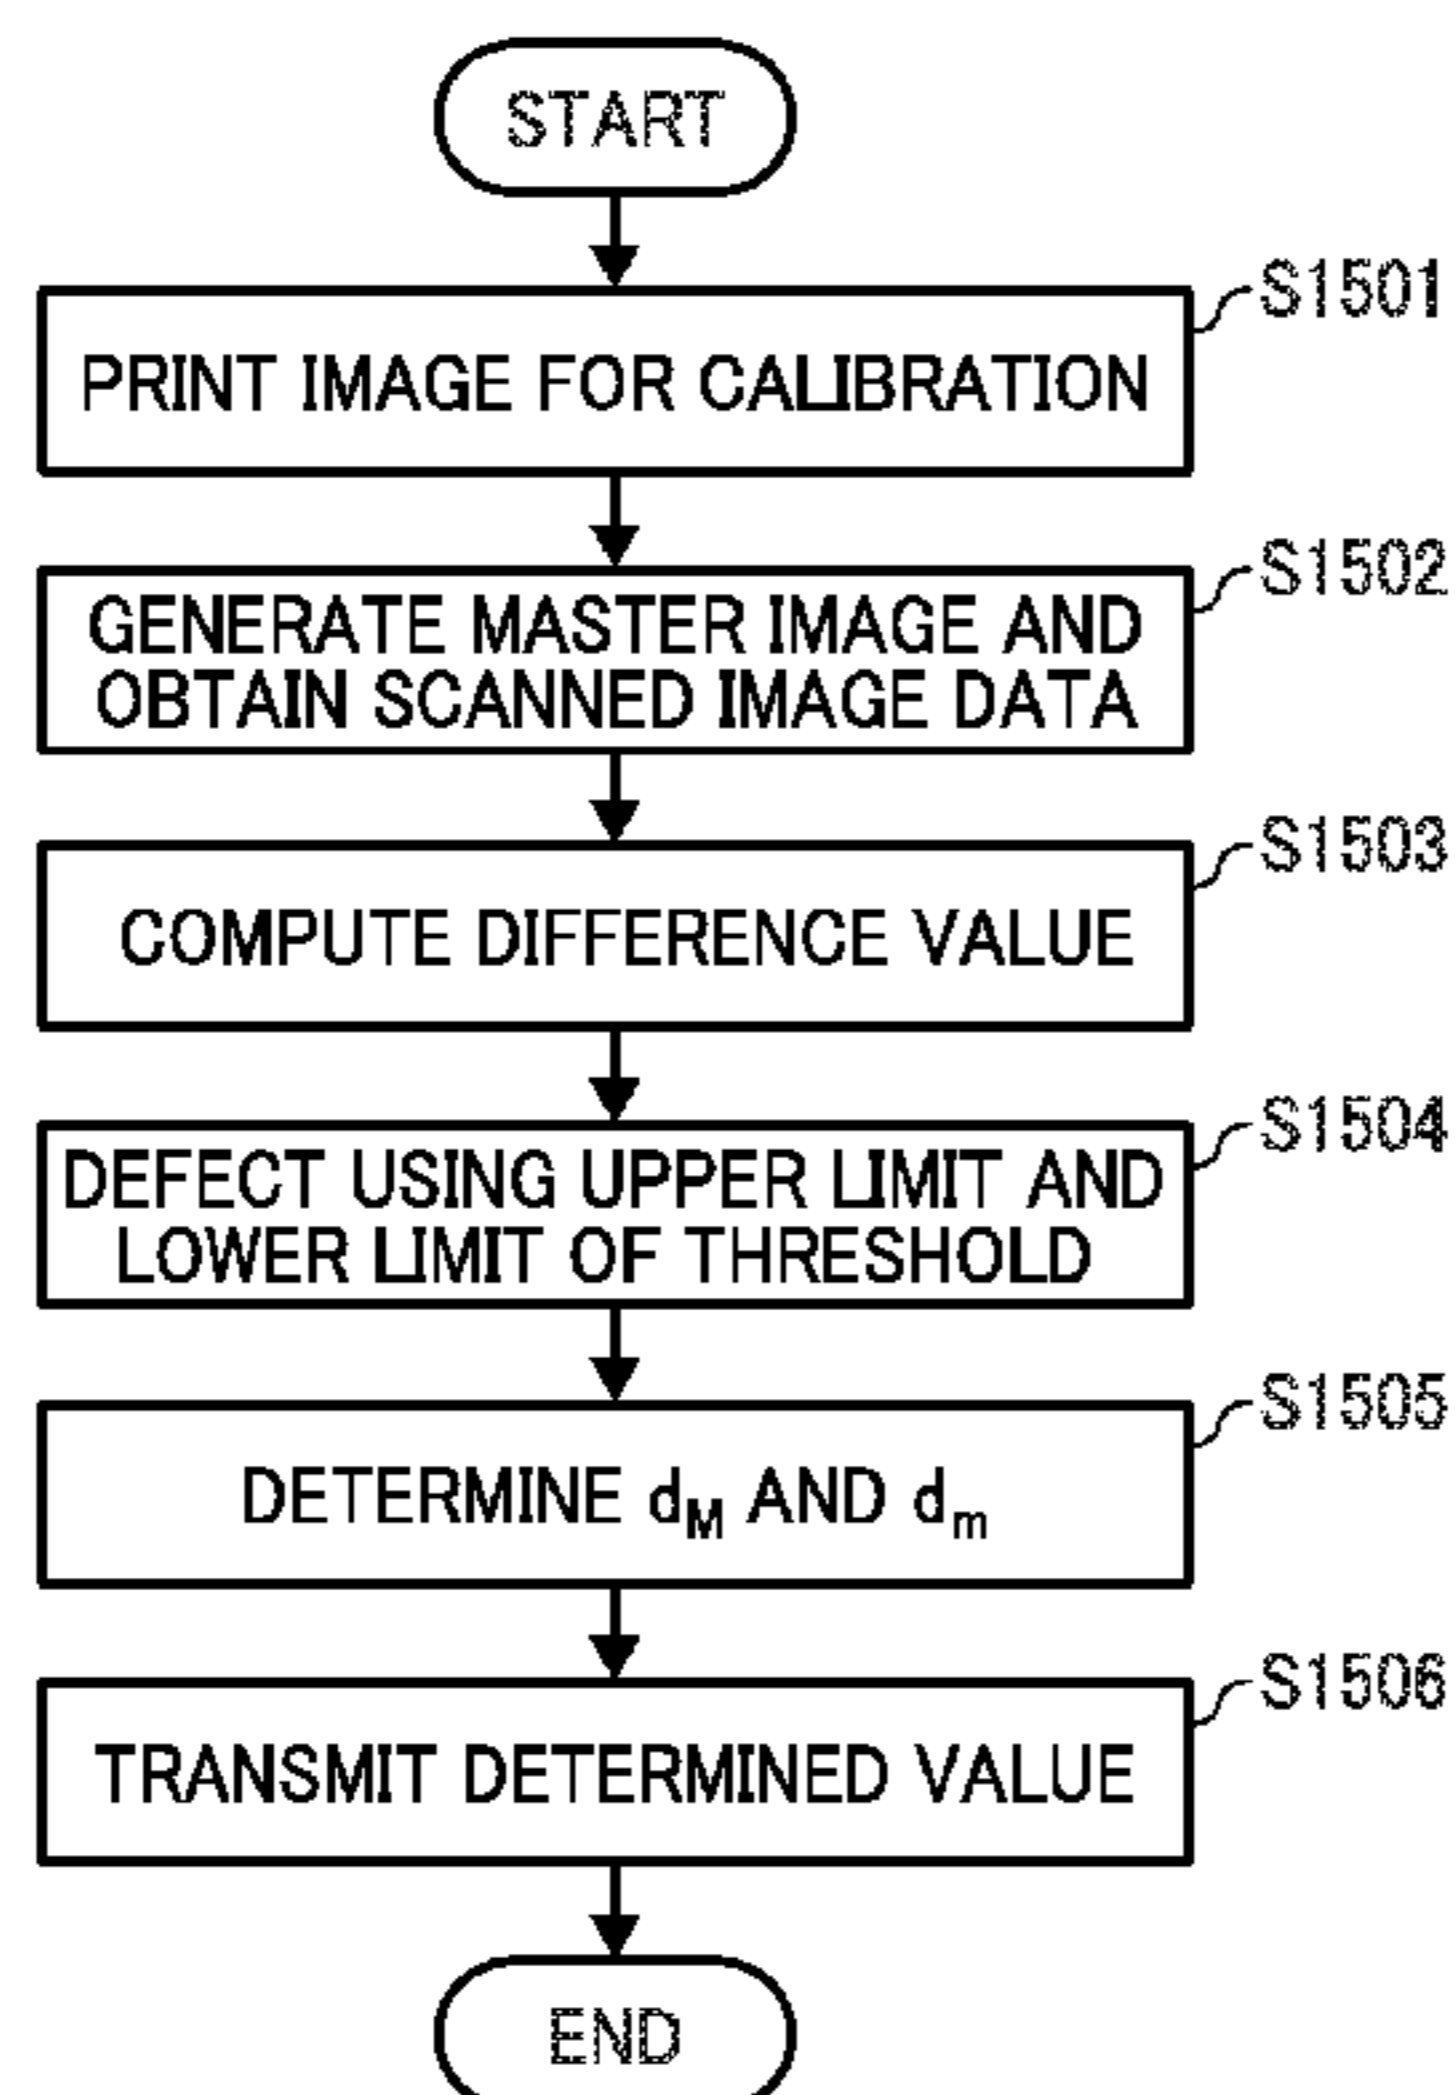 START
S1501
PRINT IMAGE FOR CALIBRATION
S1502
GENERATE MASTER IMAGE AND
OBTAIN SCANNED IMAGE DATA
S1503
COMPUTE DIFFERENCE VALUE
S1504
DEFECT USING UPPER LIMIT AND
LOWER LIMIT OF THRESHOLD
S1505
DETERMINE dM AND dm
S1506
TRANSMIT DETERMINED VALUE
END